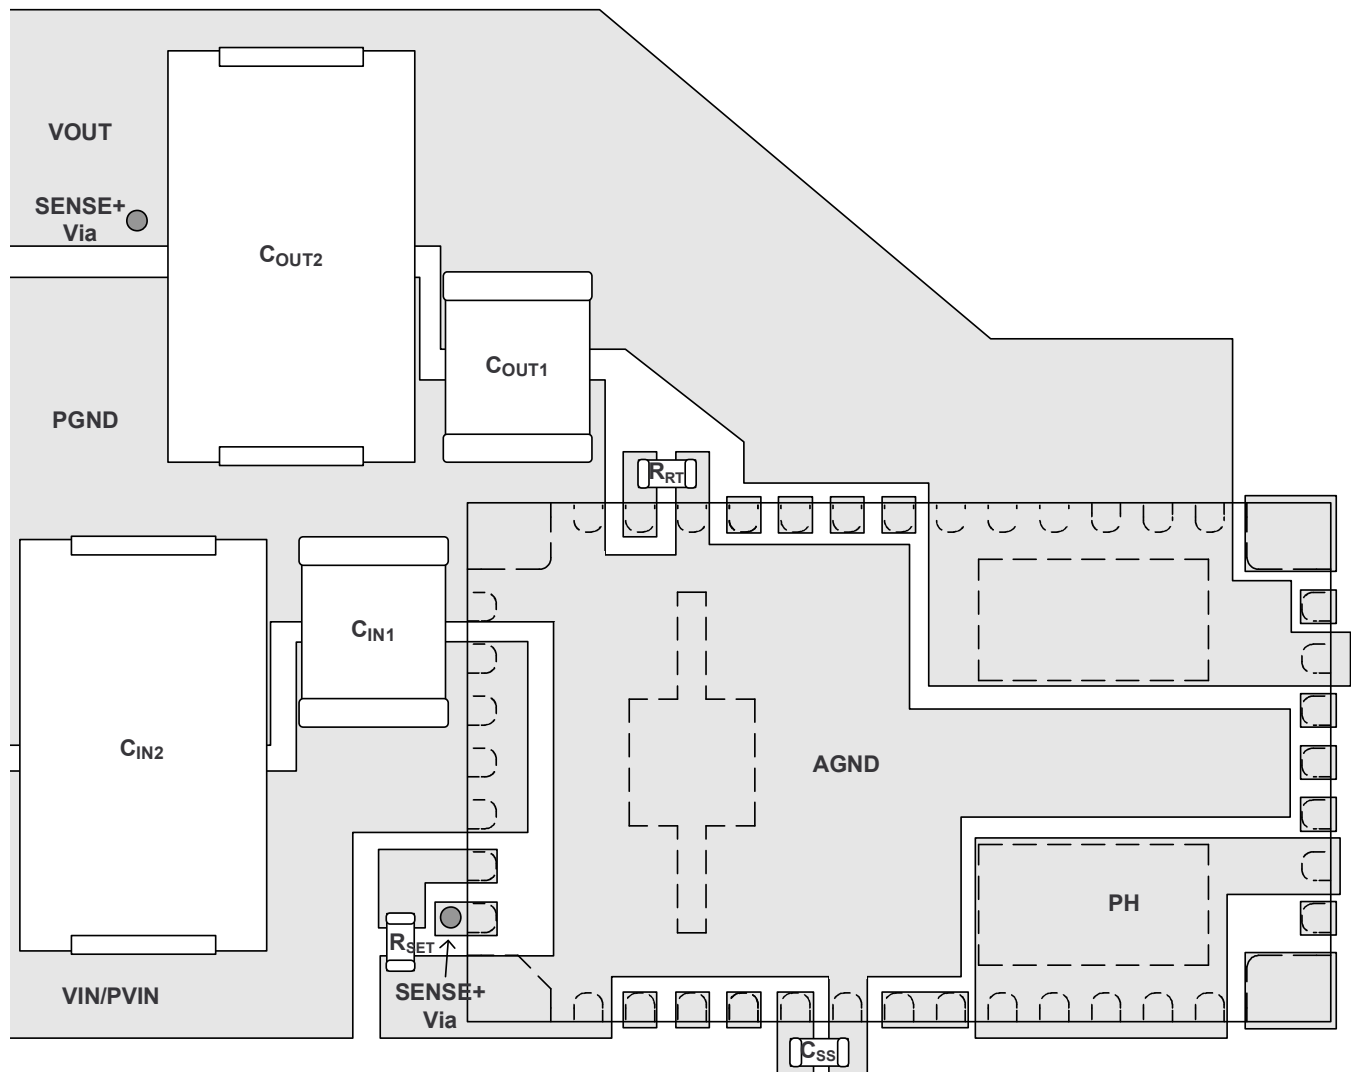 VOUT
SENSE+
Via
COUT2
COUT1
PGND
RRT
CIN1
CIN2
AGND
PH
RSET
VIN/PVIN
SENSE+
Via
CSS